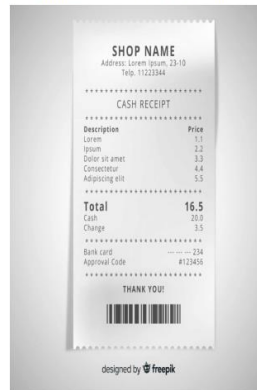 SHOP NAME
Address: Lorem Ipsum, 23-10
Telp. 11223344
CASH RECEIPT
Description Price
Lorem 1.1
Ipsum 2.2
Dolor sit amet 3.3
Consectetur 4.4
Adipiscing elit 5.5
Total 16.5
Cash 20.0
Change 3.5
Bank card --- --- --- 234
Approval Code #123456
THANK YOU!
designed by freepik